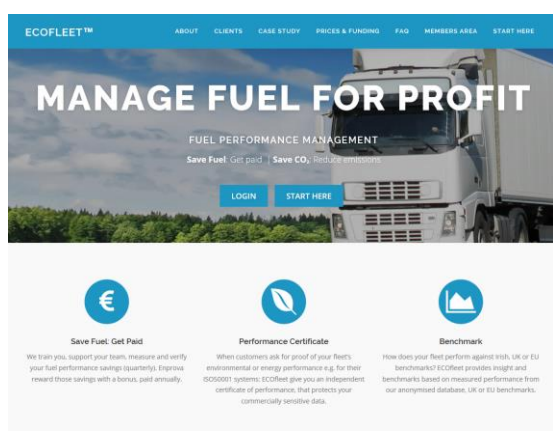 ECOFLEET™
ABOUT CLIENTS CASE STUDY PRICES & FUNDING FAQ MEMBERS AREA START HERE
MANAGE FUEL FOR PROFIT
FUEL PERFORMANCE MANAGEMENT
Save Fuel: Get paid | Save CO₂: Reduce emissions
LOGIN START HERE
€
Save Fuel: Get Paid
We train you, support your team, measure and verify
your fuel performance savings (quarterly). Enprova
reward those savings with a bonus, paid annually.
Performance Certificate
When customers ask for proof of your fleet's
environmental or energy performance e.g. for their
ISO50001 systems; ECOfleet give you an independent
certificate of performance, that protects your
commercially sensitive data.
Benchmark
How does your fleet perform against Irish, UK or EU
benchmarks? ECOfleet provides insight and
benchmarks based on measured performance from
our anonymised database, UK or EU benchmarks.